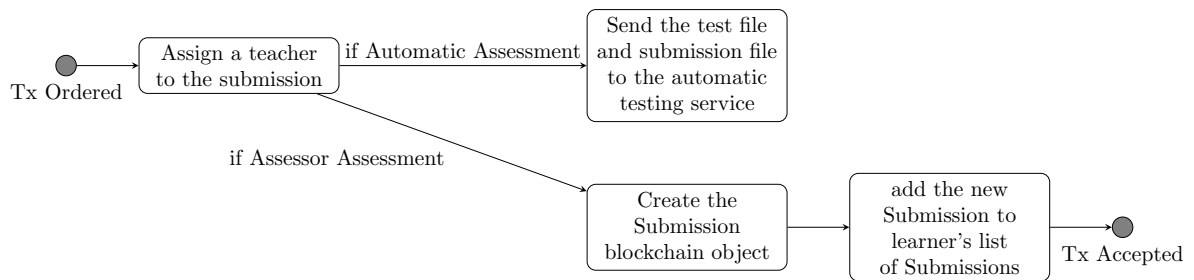 Tx Ordered
Assign a teacher
to the submission
if Automatic Assessment
Send the test file
and submission file
to the automatic
testing service
if Assessor Assessment
Create the
Submission
blockchain object
add the new
Submission to
learner's list
of Submissions
Tx Accepted